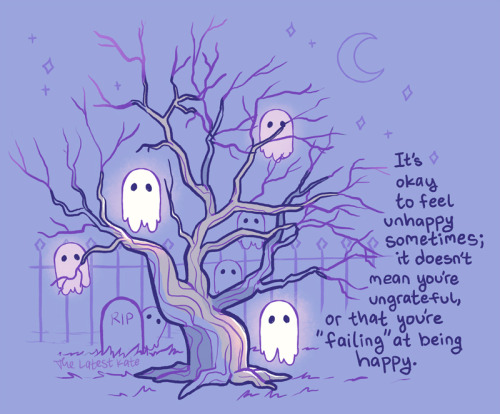 It's
okay
to feel
unhappy
sometimes;
it doesn't
mean you're
ungrateful,
or that you're
"failing" at being
happy.
RIP
The Latest Kate